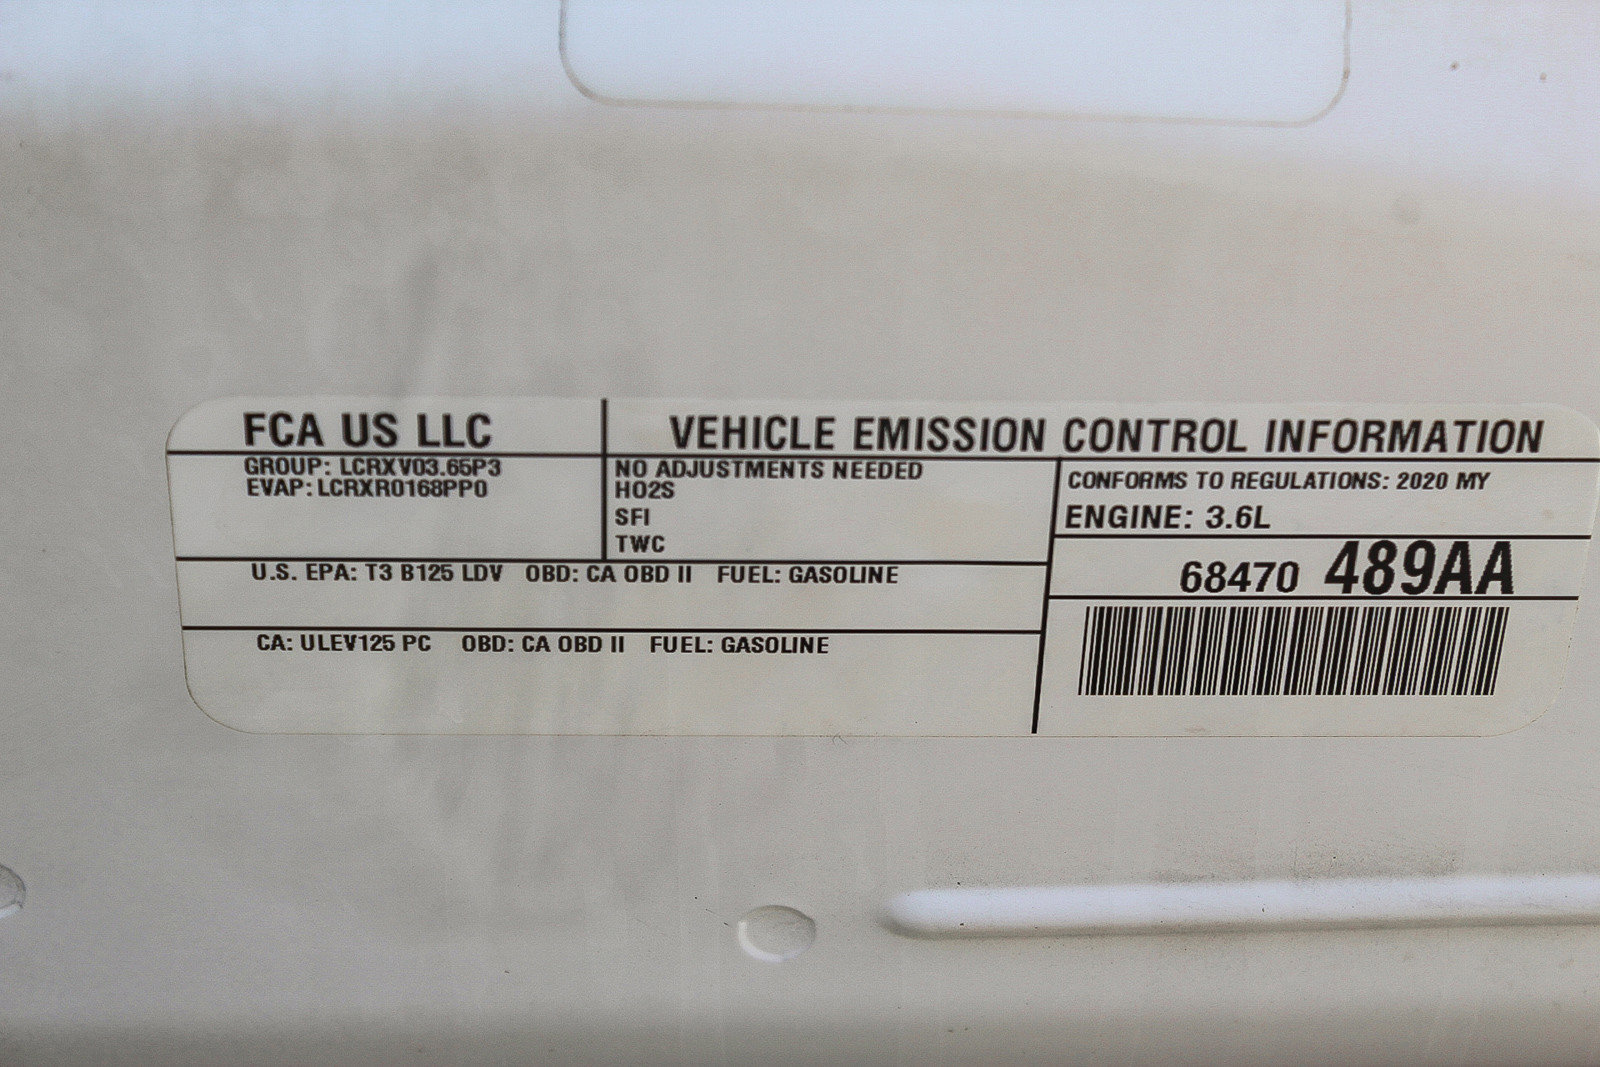 FCA US LLC
VEHICLE EMISSION CONTROL INFORMATION
GROUP: LCRXV03.65P3
EVAP: LCRXR0168PP0
NO ADJUSTMENTS NEEDED
HO2S
SFI
TWC
CONFORMS TO REGULATIONS: 2020 MY
ENGINE: 3.6L
68470 489AA
U.S. EPA: T3 B125 LDV OBD: CA OBD II FUEL: GASOLINE
CA: ULEV125 PC OBD: CA OBD II FUEL: GASOLINE